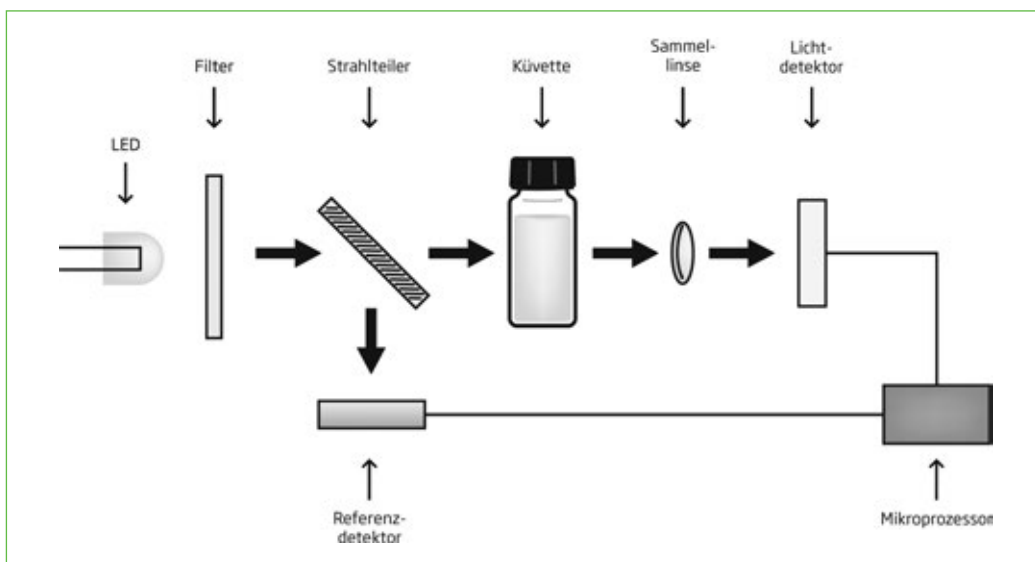 Filter
Strahlteiler
Küvette
Sammel-
linse
Licht-
detektor
LED
Referenz-
detektor
Mikroprozessor